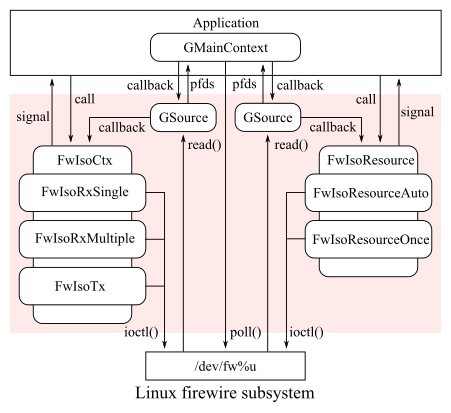 Application
GMainContext
callback
pfds
pfds
callback
signal
call
call
signal
GSource
GSource
callback
callback
read()
read()
FwIsoCtx
FwIsoResource
FwIsoRxSingle
FwIsoResourceAuto
FwIsoRxMultiple
FwIsoResourceOnce
FwIsoTx
ioctl()
poll()
ioctl()
/dev/fw%u
Linux firewire subsystem